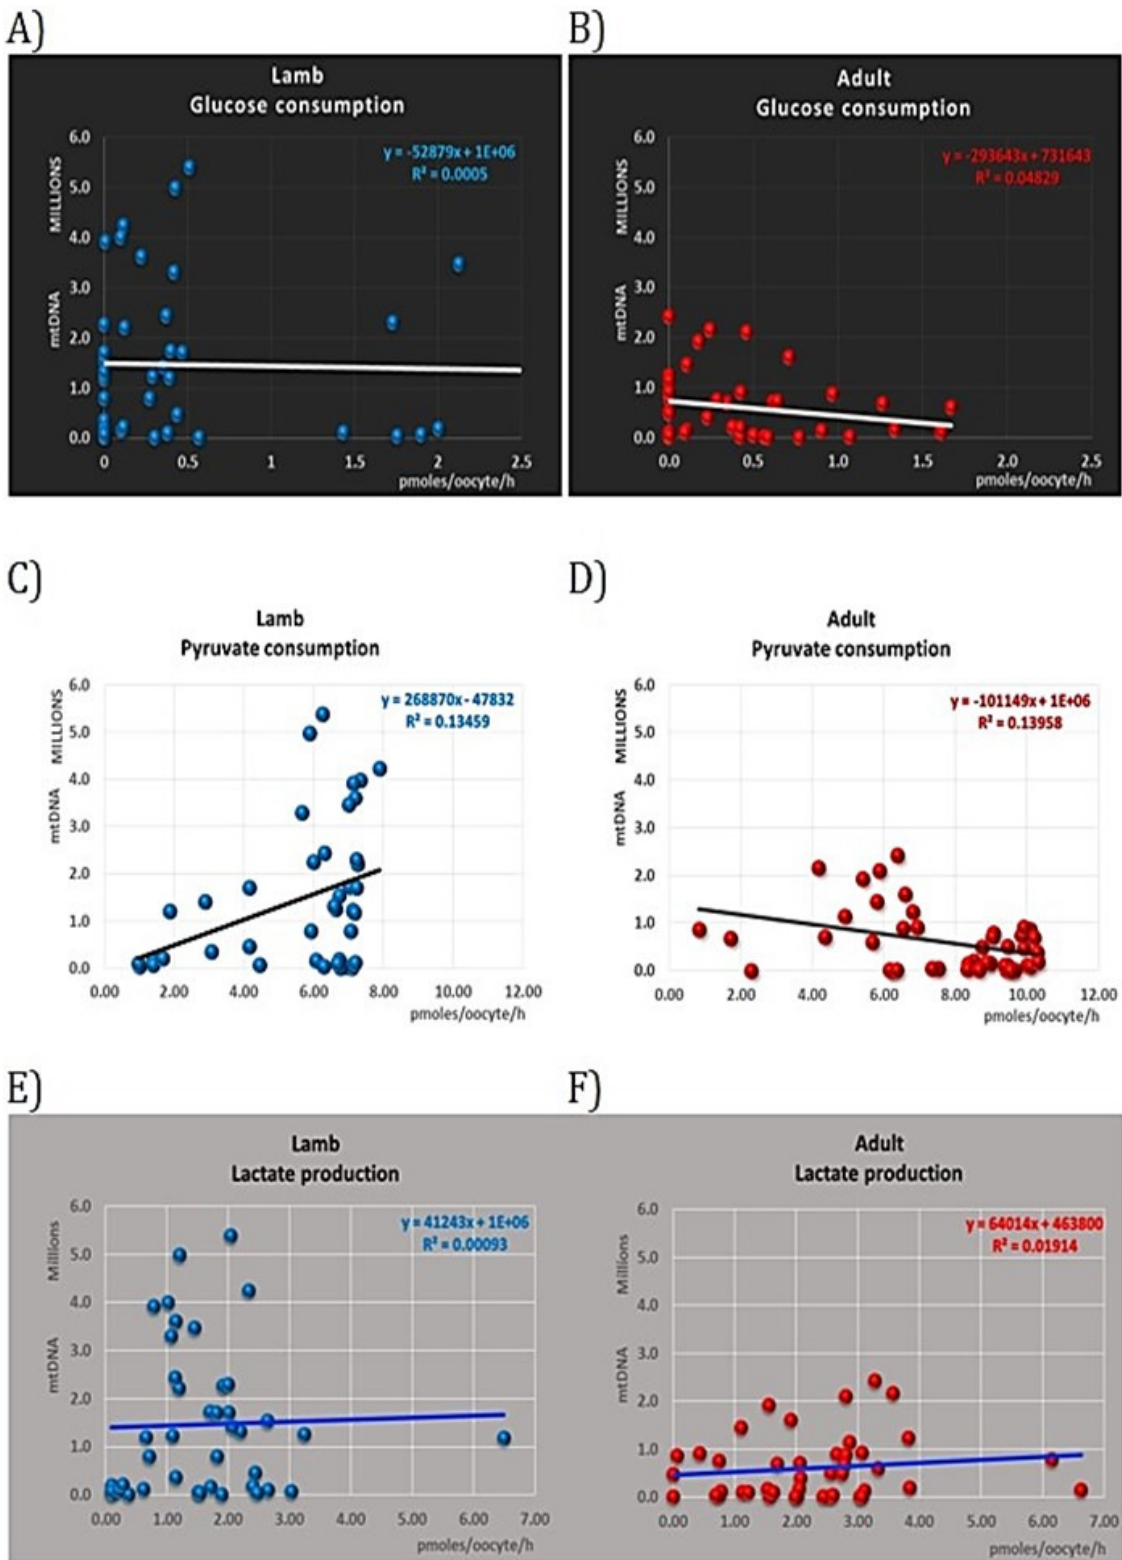 A)
Lamb
Glucose consumption
6.0
5.0
4.0
3.0
2.0
1.0
0.0
MILLIONS
mtDNA
y = -52879x + 1E+06
R² = 0.0005
0 0.5 1 1.5 2 2.5
pmoles/oocyte/h
B)
Adult
Glucose consumption
6.0
5.0
4.0
3.0
2.0
1.0
0.0
MILLIONS
mtDNA
y = -293643x + 731643
R² = 0.04829
0.0 0.5 1.0 1.5 2.0 2.5
pmoles/oocyte/h
C)
Lamb
Pyruvate consumption
6.0
5.0
4.0
3.0
2.0
1.0
0.0
MILLIONS
mtDNA
y = 268870x - 47832
R² = 0.13459
0.00 2.00 4.00 6.00 8.00 10.00 12.00
pmoles/oocyte/h
D)
Adult
Pyruvate consumption
6.0
5.0
4.0
3.0
2.0
1.0
0.0
MILLIONS
mtDNA
y = -101149x + 1E+06
R² = 0.13958
0.00 2.00 4.00 6.00 8.00 10.00 12.00
pmoles/oocyte/h
E)
Lamb
Lactate production
6.0
5.0
4.0
3.0
2.0
1.0
0.0
Millions
mtDNA
y = 41243x + 1E+06
R² = 0.00093
0.00 1.00 2.00 3.00 4.00 5.00 6.00 7.00
pmoles/oocyte/h
F)
Adult
Lactate production
6.0
5.0
4.0
3.0
2.0
1.0
0.0
Millions
mtDNA
y = 64014x + 463800
R² = 0.01914
0.00 1.00 2.00 3.00 4.00 5.00 6.00 7.00
pmoles/oocyte/h